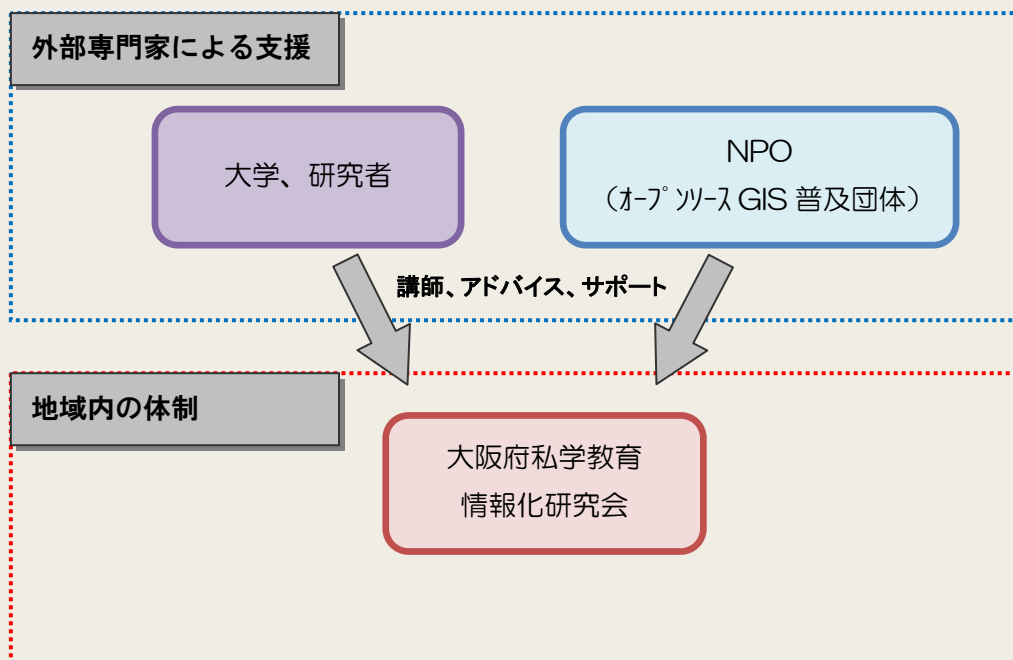 外部専門家による支援
大学、研究者
NPO
（ｵｰﾌﾟﾝｿｰｽ GIS 普及団体）
講師、アドバイス、サポート
地域内の体制
大阪府私学教育
情報化研究会